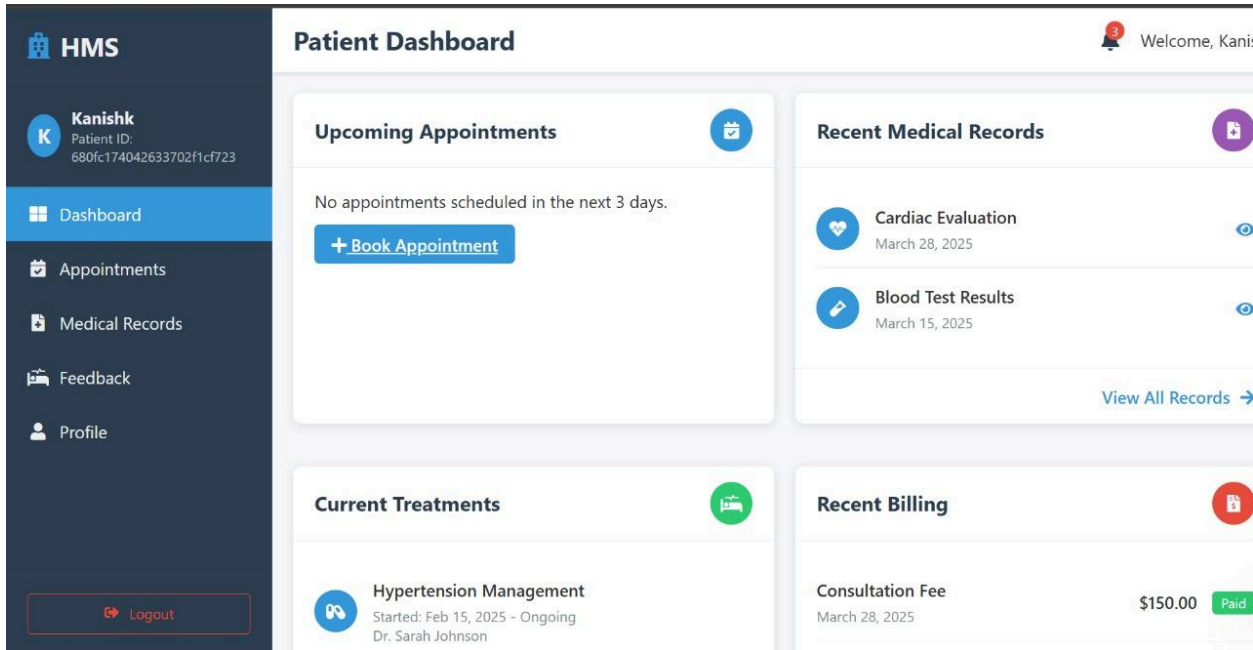 HMS
Kanishk
Patient ID:
680fc174042633702f1cf723
Dashboard
Appointments
Medical Records
Feedback
Profile
Logout
Patient Dashboard
3
Welcome, Kanis
Upcoming Appointments
No appointments scheduled in the next 3 days.
+ Book Appointment
Recent Medical Records
Cardiac Evaluation
March 28, 2025
Blood Test Results
March 15, 2025
View All Records →
Current Treatments
Hypertension Management
Started: Feb 15, 2025 - Ongoing
Dr. Sarah Johnson
Recent Billing
Consultation Fee
March 28, 2025
$150.00 Paid